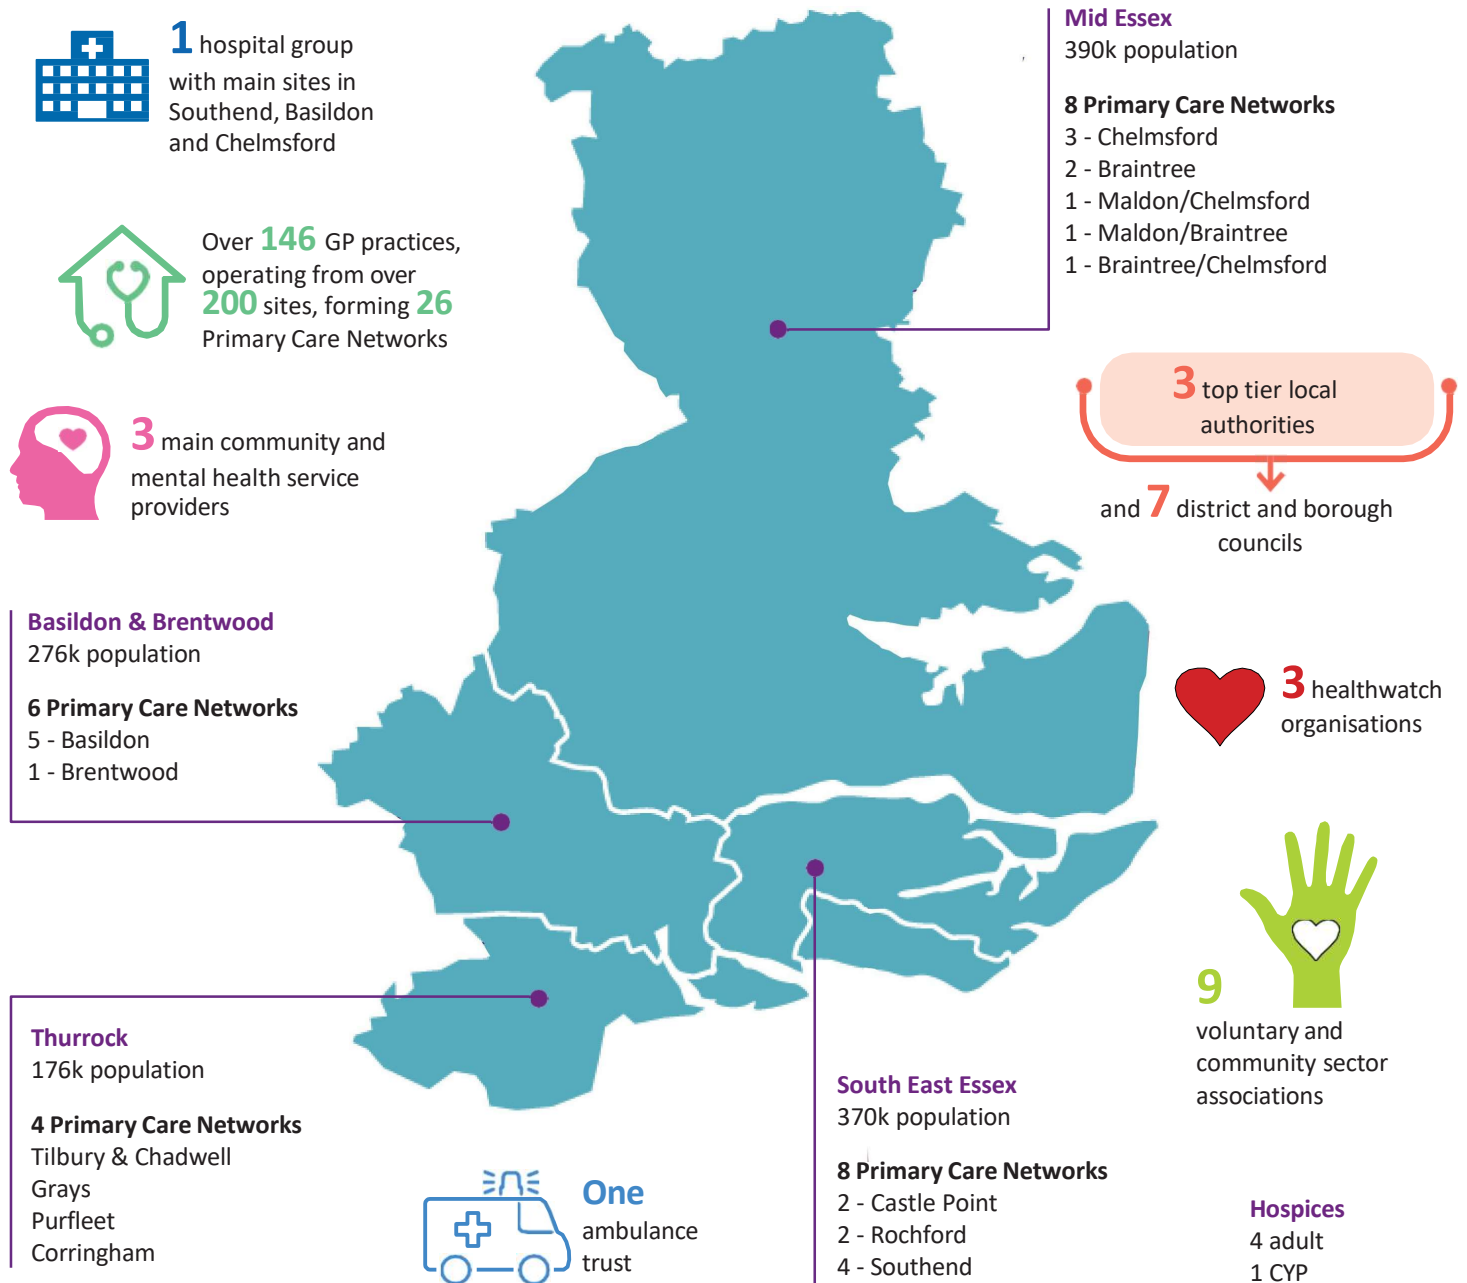 1 hospital group
with main sites in
Southend, Basildon
and Chelmsford
Over 146 GP practices,
operating from over
200 sites, forming 26
Primary Care Networks
3 main community and
mental health service
providers
Mid Essex
390k population
8 Primary Care Networks
3 - Chelmsford
2 - Braintree
1 - Maldon/Chelmsford
1 - Maldon/Braintree
1 - Braintree/Chelmsford
3 top tier local
authorities
and 7 district and borough
councils
Basildon & Brentwood
276k population
6 Primary Care Networks
5 - Basildon
1 - Brentwood
3 healthwatch
organisations
9
voluntary and
community sector
associations
Thurrock
176k population
4 Primary Care Networks
Tilbury & Chadwell
Grays
Purfleet
Corringham
One
ambulance
trust
South East Essex
370k population
8 Primary Care Networks
2 - Castle Point
2 - Rochford
4 - Southend
Hospices
4 adult
1 CYP